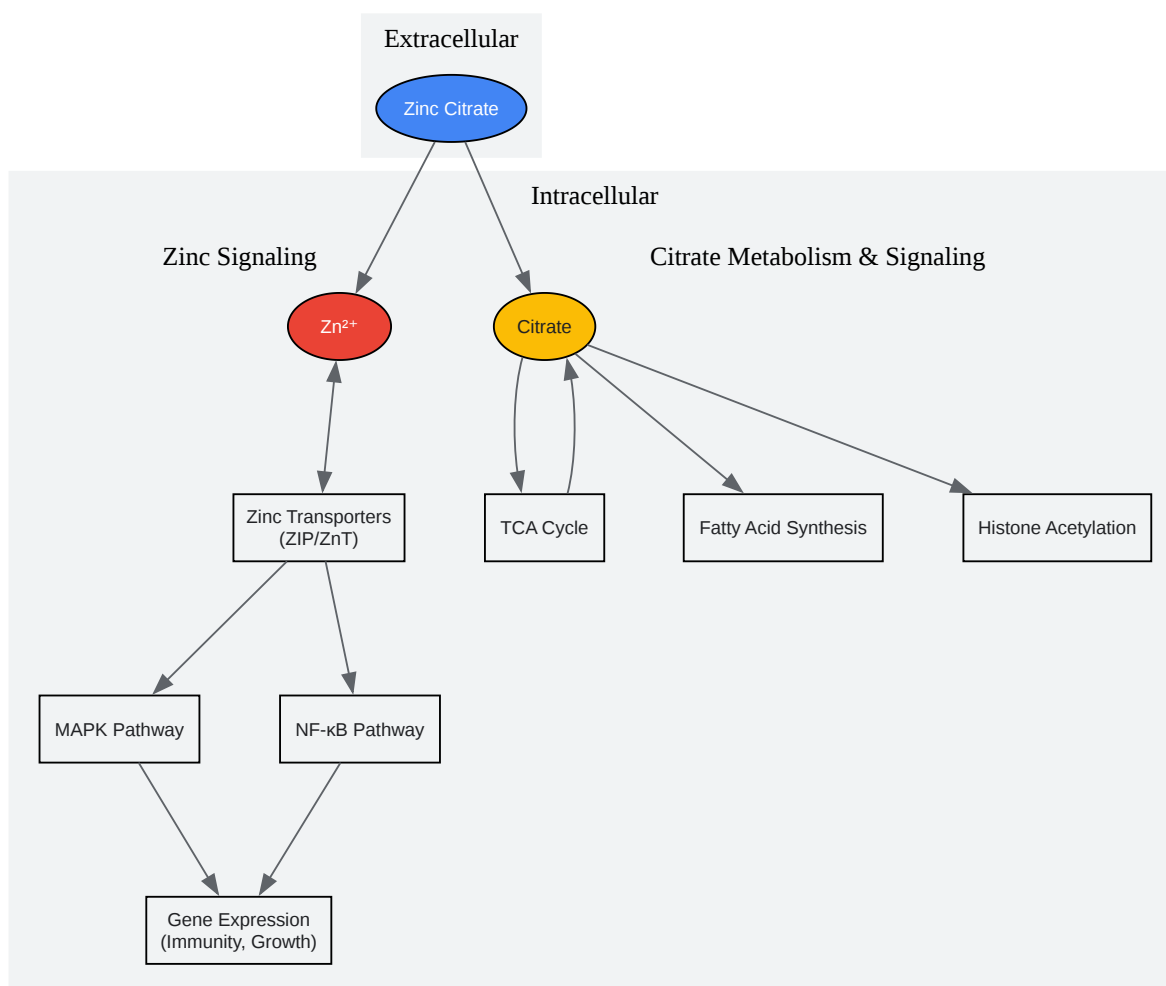 Extracellular
Zinc Citrate
Intracellular
Zinc Signaling
Citrate Metabolism & Signaling
Zn²⁺
Citrate
Zinc Transporters
(ZIP/ZnT)
TCA Cycle
Fatty Acid Synthesis
Histone Acetylation
MAPK Pathway
NF-κB Pathway
Gene Expression
(Immunity, Growth)